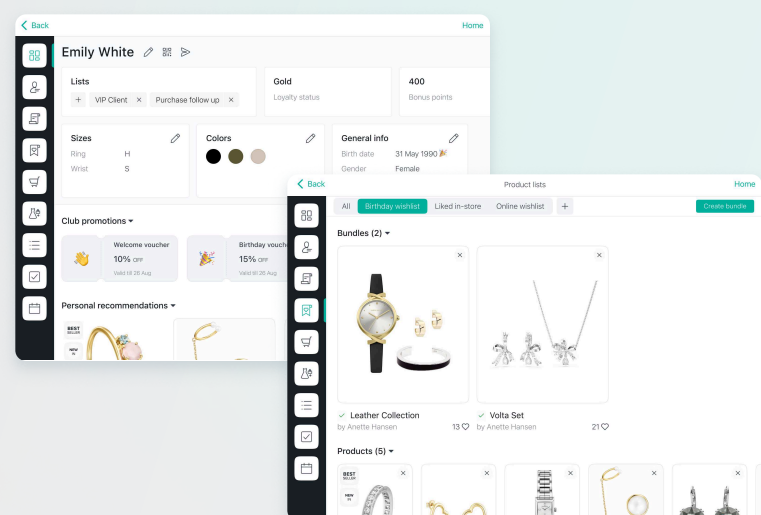 Back
Home
Emily White
Lists
+ VIP Client × Purchase follow up ×
Gold
Loyalty status
400
Bonus points
Sizes
Ring H
Wrist S
Colors
General info
Birth date 31 May 1990
Gender Female
Club promotions
Welcome voucher
10% OFF
Valid till 26 Aug
Birthday vouche
15% OFF
Valid till 26 Aug
Personal recommendations
BEST
SELLER
NEW
IN
Back
Product lists
Home
All Birthday wishlist Liked in-store Online wishlist +
Create bundle
Bundles (2)
Leather Collection
by Anette Hansen 13
Volta Set
by Anette Hansen 21
Products (5)
BEST
SELLER
NEW
IN